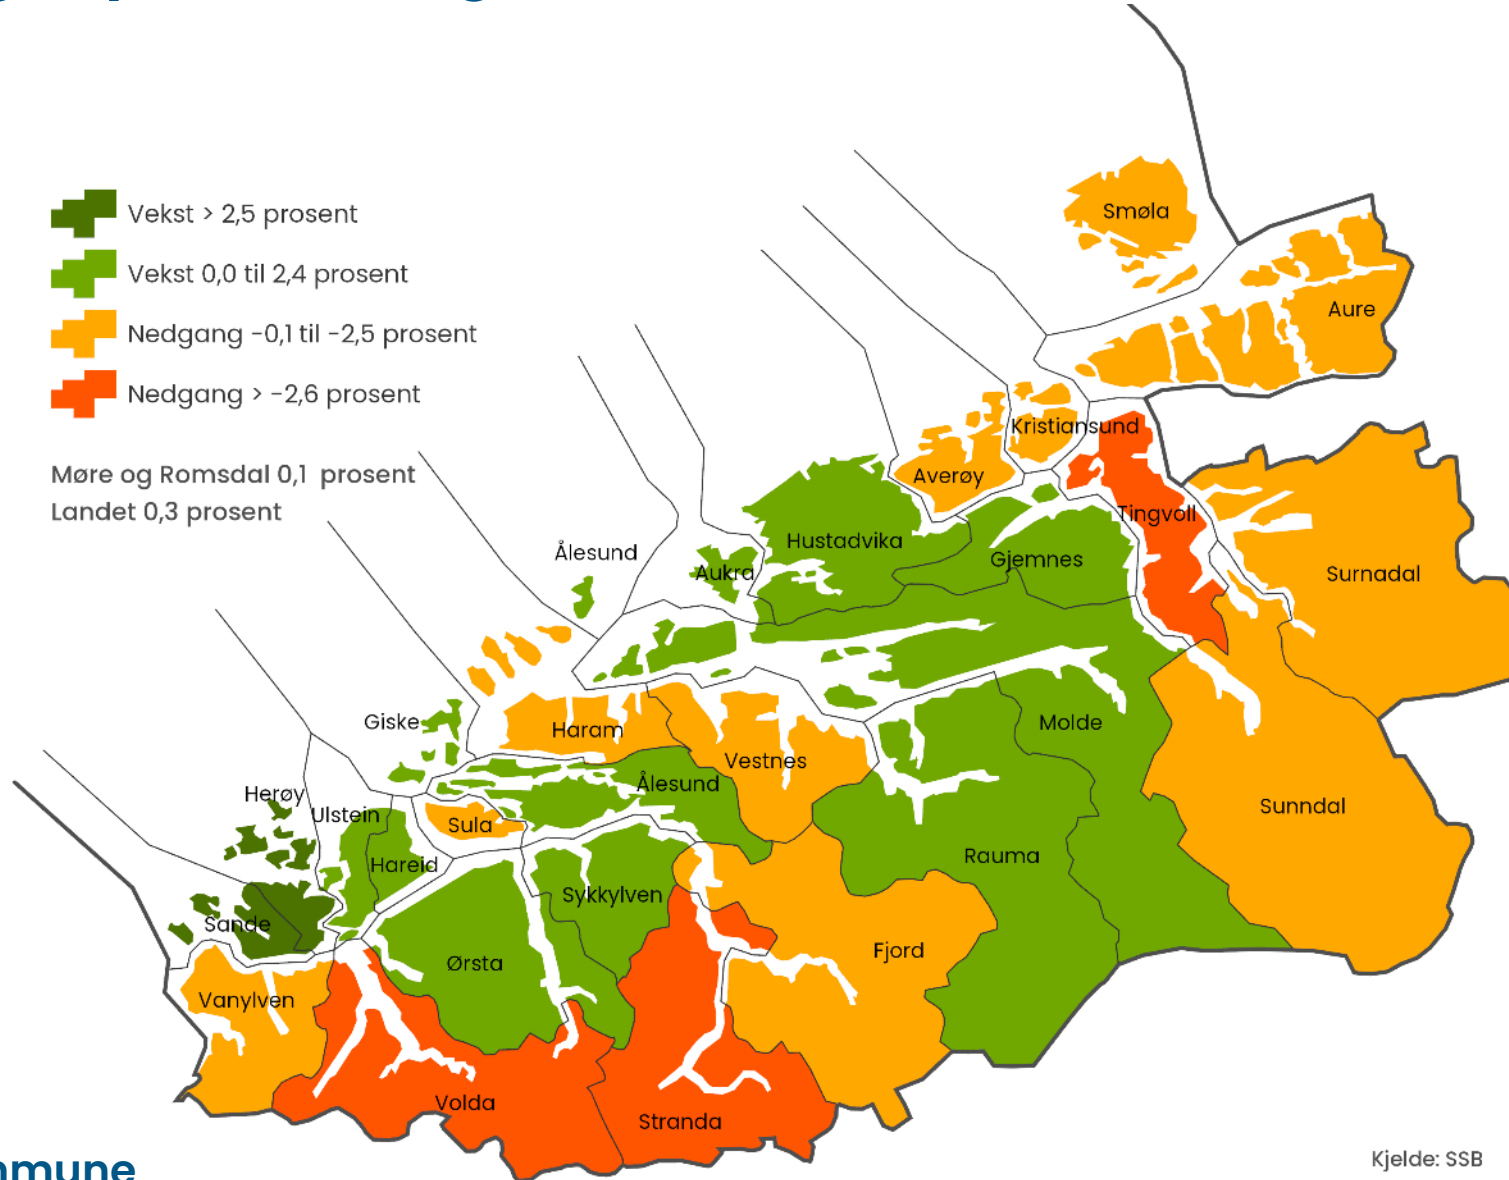 Vekst > 2,5 prosent
Vekst 0,0 til 2,4 prosent
Nedgang -0,1 til -2,5 prosent
Nedgang > -2,6 prosent
Møre og Romsdal 0,1 prosent
Landet 0,3 prosent
Smøla
Aure
Kristiansund
Averøy
Tingvoll
Hustadvika
Ålesund
Aukra
Gjemnes
Surnadal
Giske
Haram
Molde
Vestnes
Ålesund
Herøy
Ulstein
Sula
Sunndal
Hareid
Rauma
Sykkylven
Sande
Fjord
Ørsta
Vanylven
Volda
Stranda
Kjelde: SSB
mmune